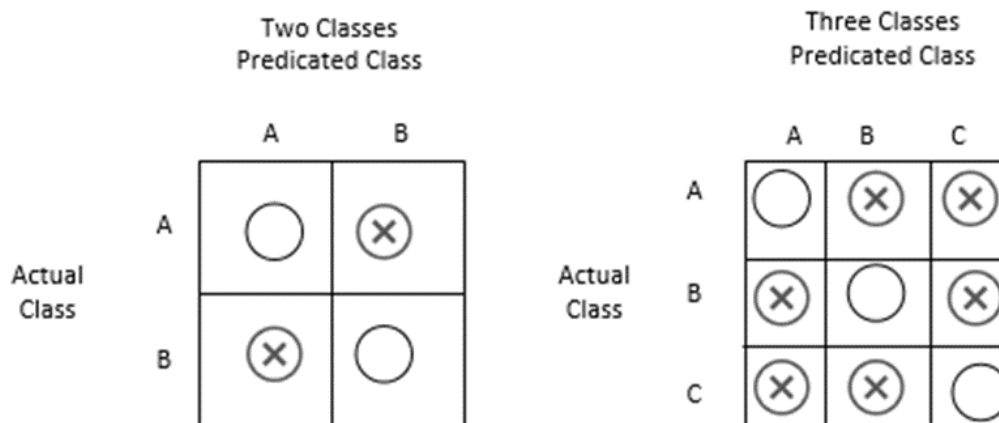 Two Classes
Predicated Class
A B
A
Actual
Class
B
Three Classes
Predicated Class
A B C
A
Actual
Class
B
C